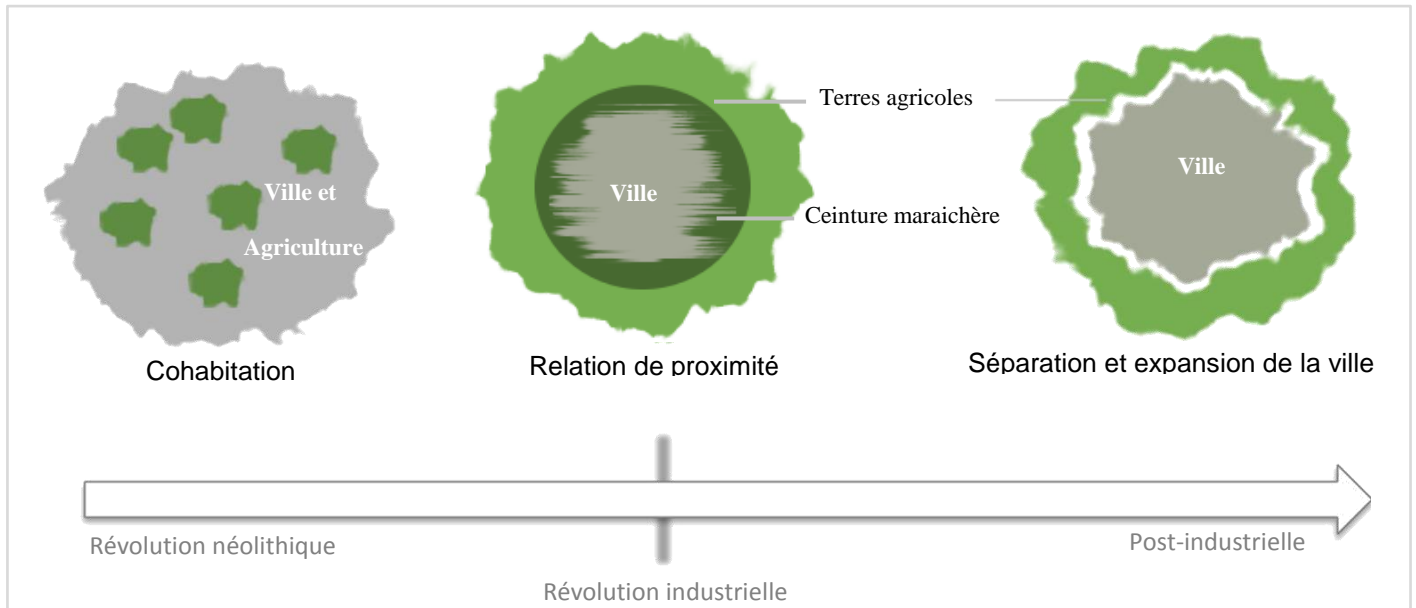 Terres agricoles
Ville et
Agriculture
Ville
Ceinture maraichère
Ville
Cohabitation
Relation de proximité
Séparation et expansion de la ville
Révolution néolithique
Révolution industrielle
Post-industrielle